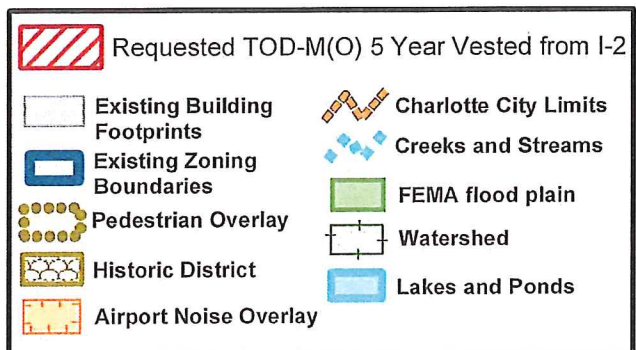 Requested TOD-M(O) 5 Year Vested from I-2
Existing Building
Footprints
Existing Zoning
Boundaries
Pedestrian Overlay
Historic District
Airport Noise Overlay
Charlotte City Limits
Creeks and Streams
FEMA flood plain
Watershed
Lakes and Ponds